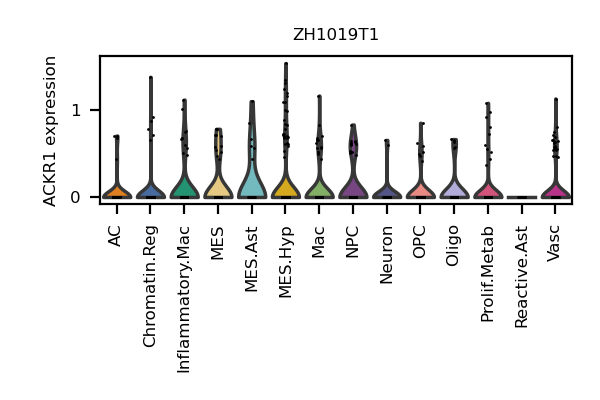 ZH1019T1
ACKR1 expression
1
0
AC
Chromatin.Reg
Inflammatory.Mac
MES
MES.Ast
MES.Hyp
Mac
NPC
Neuron
OPC
Oligo
Prolif.Metab
Reactive.Ast
Vasc